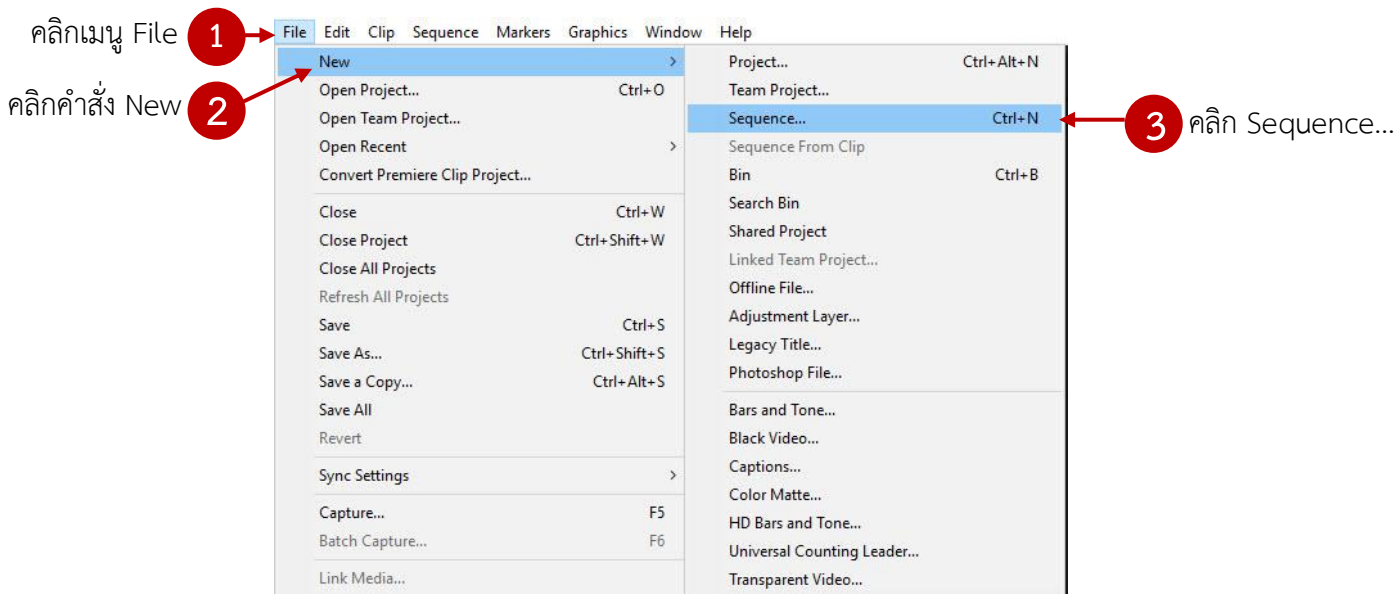 คลิกเมนู File 1
File Edit Clip Sequence Markers Graphics Window Help
คลิกคำสั่ง New 2
New >
Open Project... Ctrl+O
Open Team Project...
Open Recent >
Convert Premiere Clip Project...
Close Ctrl+W
Close Project Ctrl+Shift+W
Close All Projects
Refresh All Projects
Save Ctrl+S
Save As... Ctrl+Shift+S
Save a Copy... Ctrl+Alt+S
Save All
Revert
Sync Settings >
Capture... F5
Batch Capture... F6
Link Media...
Project... Ctrl+Alt+N
Team Project...
Sequence... Ctrl+N
3 คลิก Sequence...
Sequence From Clip
Bin Ctrl+B
Search Bin
Shared Project
Linked Team Project...
Offline File...
Adjustment Layer...
Legacy Title...
Photoshop File...
Bars and Tone...
Black Video...
Captions...
Color Matte...
HD Bars and Tone...
Universal Counting Leader...
Transparent Video...